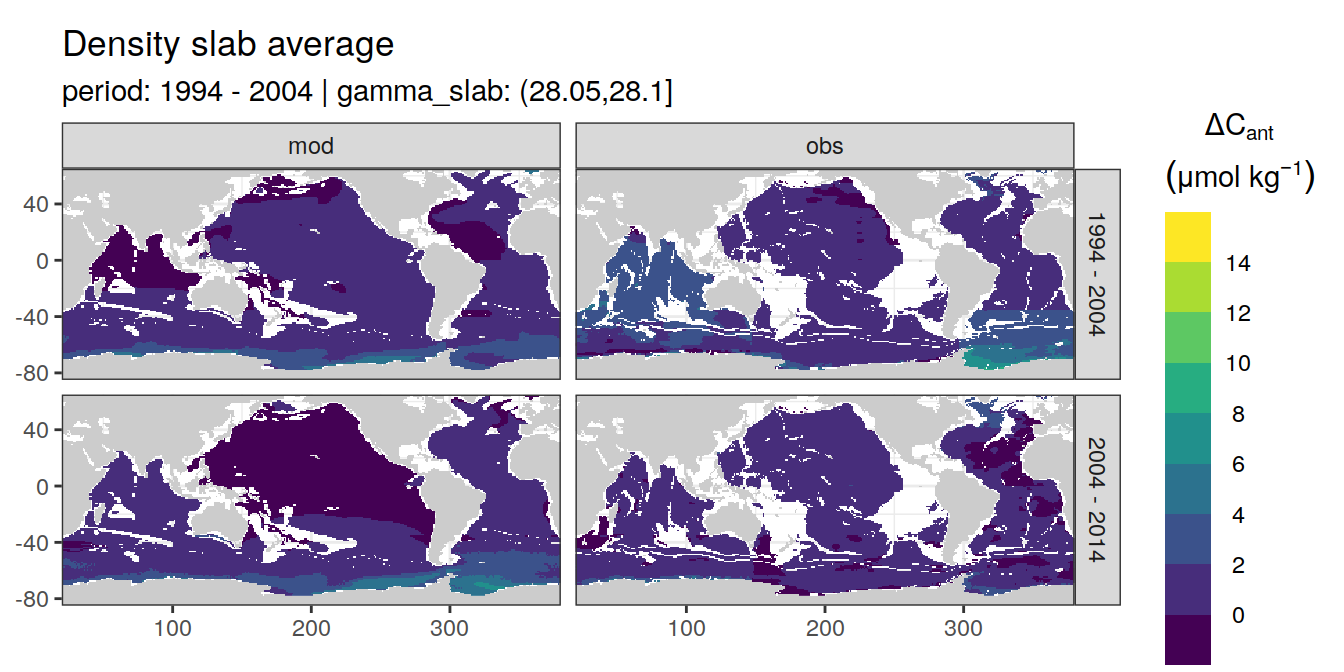 Density slab average
period: 1994 - 2004 | gamma_slab: (28.05,28.1]
mod
obs
ΔCant
(μmol kg−1)
40
0
-40
-80
1994 - 2004
40
0
-40
-80
2004 - 2014
100
200
300
100
200
300
14
12
10
8
6
4
2
0